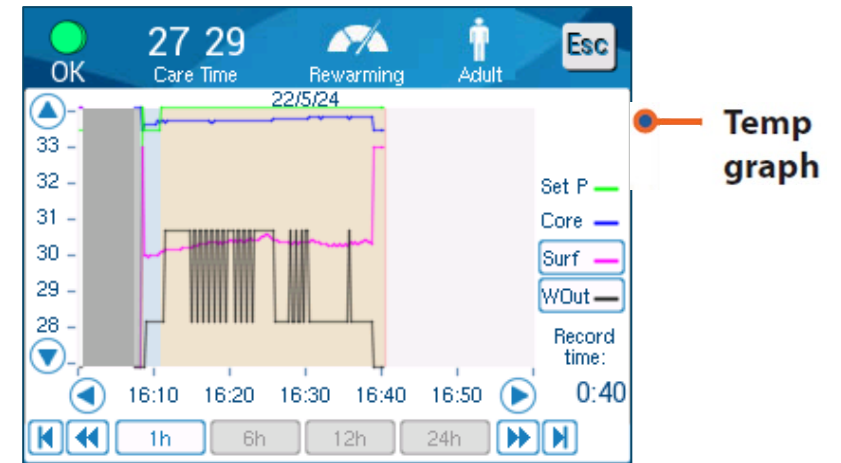 27 29
Esc
OK
Care Time
Rewarming
Adult
22/5/24
Temp
graph
33
32
31
30
29
28
Set P
Core
Surf
WOut
Record
time:
0:40
16:10 16:20 16:30 16:40 16:50
1h 6h 12h 24h